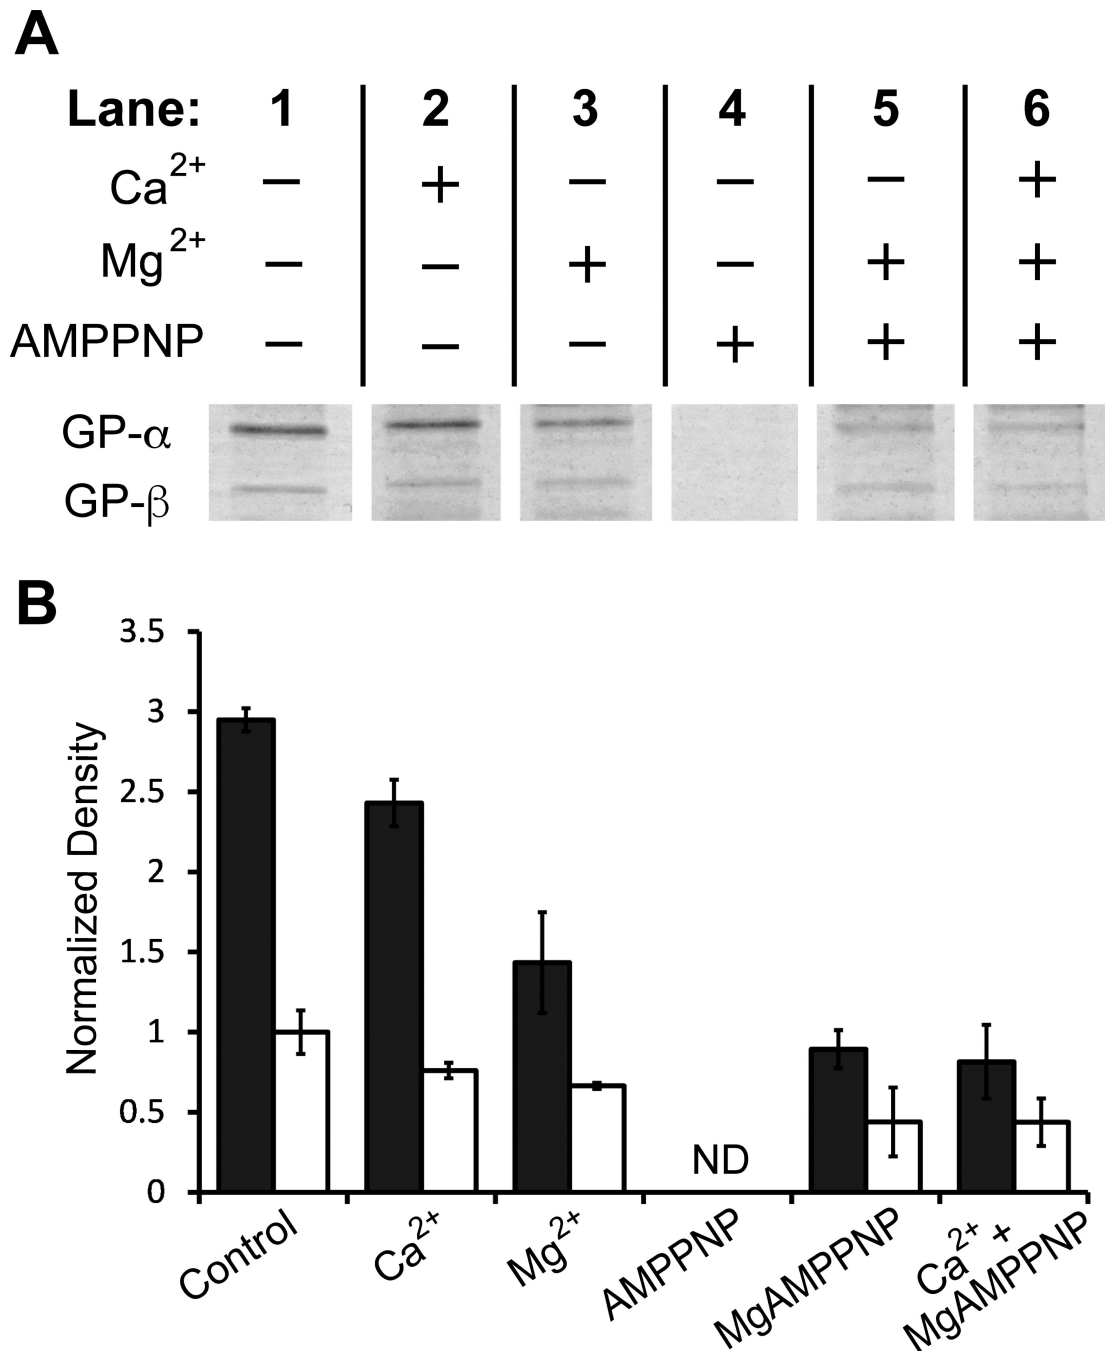 A
Lane: 1 2 3 4 5 6
Ca²⁺ − + − − − +
Mg²⁺ − − + − + +
AMPPNP − − − + + +
GP-α
GP-β
B
Normalized Density
3.5
3
2.5
2
1.5
1
0.5
0
ND
Control
Ca²⁺
Mg²⁺
AMPPNP
MgAMPPNP
Ca²⁺ +
MgAMPPNP